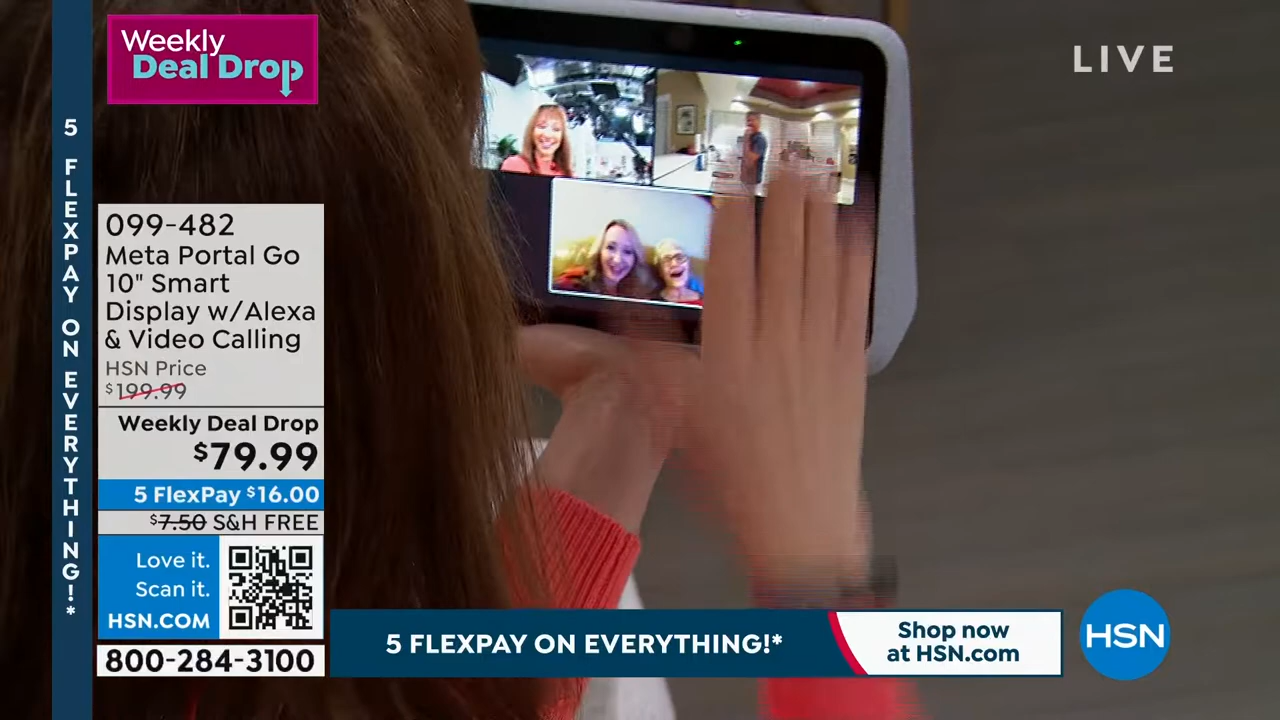 Weekly
Deal Drop
LIVE
5 FLEXPAY ON EVERYTHING!*
099-482
Meta Portal Go
10" Smart
Display w/Alexa
& Video Calling
HSN Price
$199.99
Weekly Deal Drop
$79.99
5 FlexPay $16.00
$7.50 S&H FREE
Love it.
Scan it.
HSN.COM
800-284-3100
5 FLEXPAY ON EVERYTHING!*
Shop now
at HSN.com
HSN